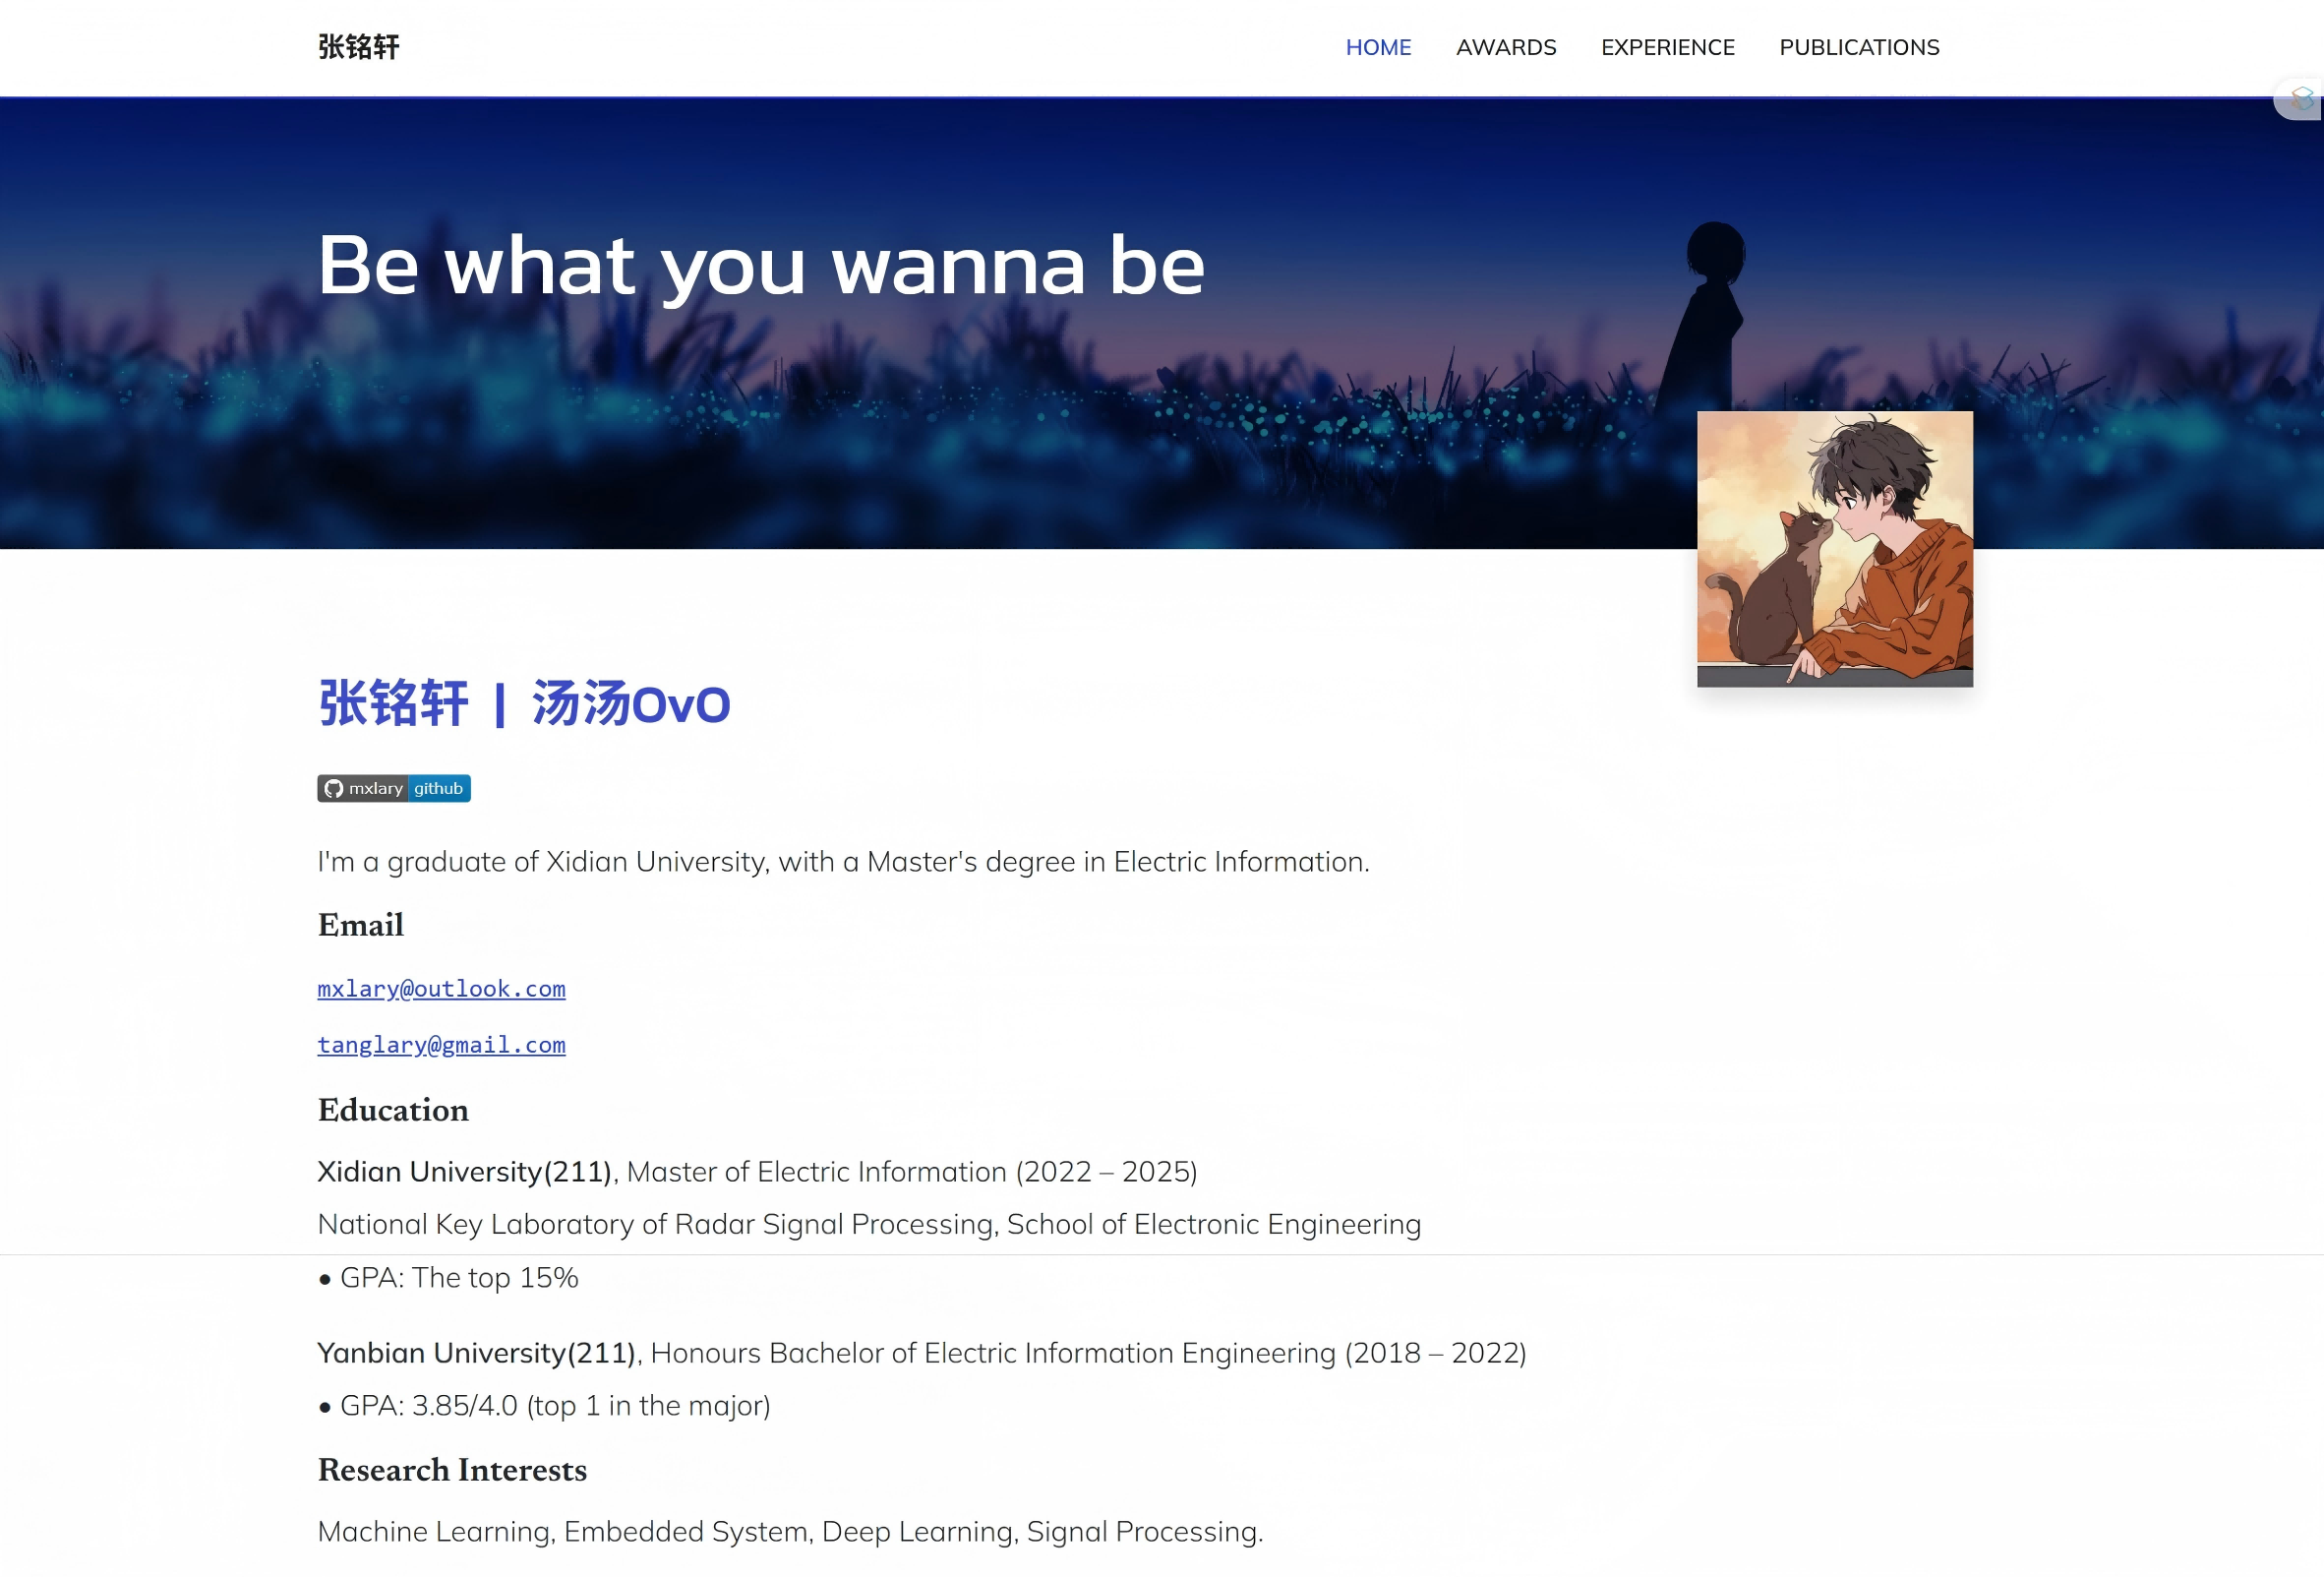 张铭轩
HOME AWARDS EXPERIENCE PUBLICATIONS
Be what you wanna be
张铭轩 | 汤汤OvO
mxlary github
I'm a graduate of Xidian University, with a Master's degree in Electric Information.
Email
mxlary@outlook.com
tanglary@gmail.com
Education
Xidian University(211), Master of Electric Information (2022 – 2025)
National Key Laboratory of Radar Signal Processing, School of Electronic Engineering
● GPA: The top 15%
Yanbian University(211), Honours Bachelor of Electric Information Engineering (2018 – 2022)
● GPA: 3.85/4.0 (top 1 in the major)
Research Interests
Machine Learning, Embedded System, Deep Learning, Signal Processing.